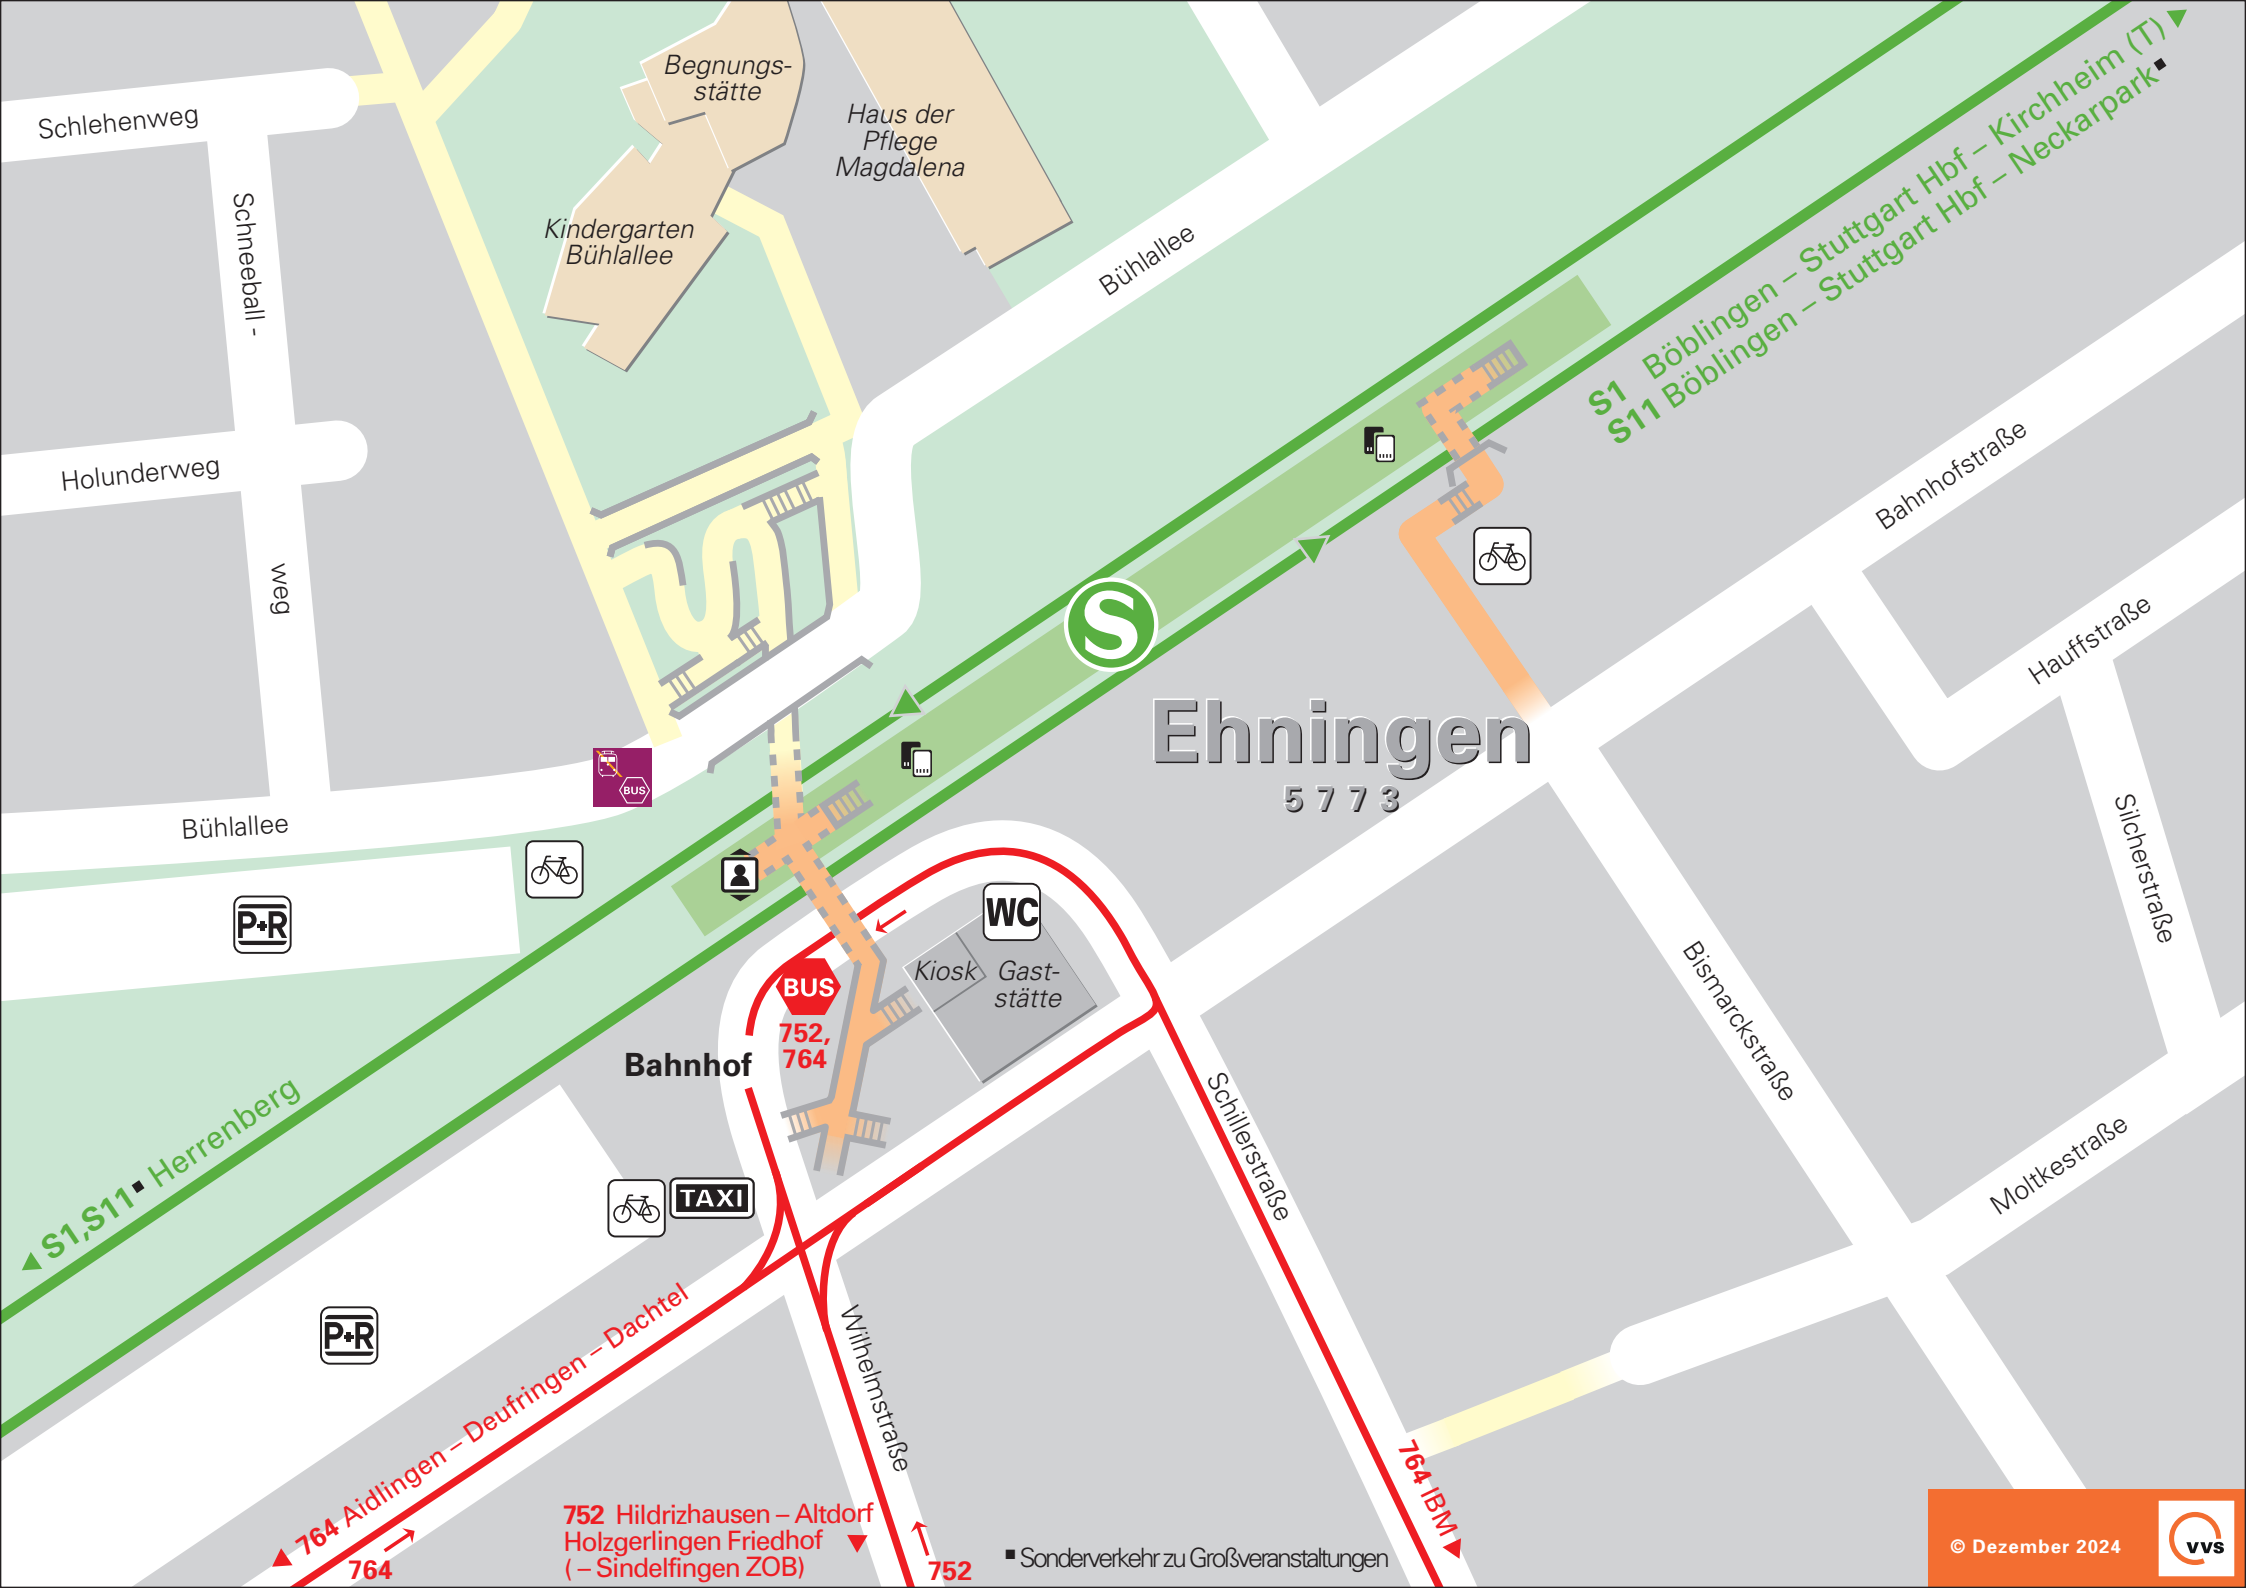 Schlehenweg
Schneeball -
weg
Holunderweg
Begnungs-
stätte
Haus der
Pflege
Magdalena
Kindergarten
Bühlallee
Bühlallee
S1 Böblingen – Stuttgart Hbf – Kirchheim (T)
S11 Böblingen – Stuttgart Hbf – Neckarpark
Bahnhofstraße
Hauffstraße
Silcherstraße
S
Ehningen
5773
BUS
Bühlallee
P+R
WC
Kiosk
Gast-
stätte
BUS
752,
764
Bahnhof
Bismarckstraße
Schillerstraße
Moltkestraße
S1,S11 Herrenberg
TAXI
P+R
Wilhelmstraße
764 Aidlingen – Deufringen – Dachtel
764
752 Hildrizhausen – Altdorf
Holzgerlingen Friedhof
( – Sindelfingen ZOB)
752
764 IBM
Sonderverkehr zu Großveranstaltungen
© Dezember 2024
vvs